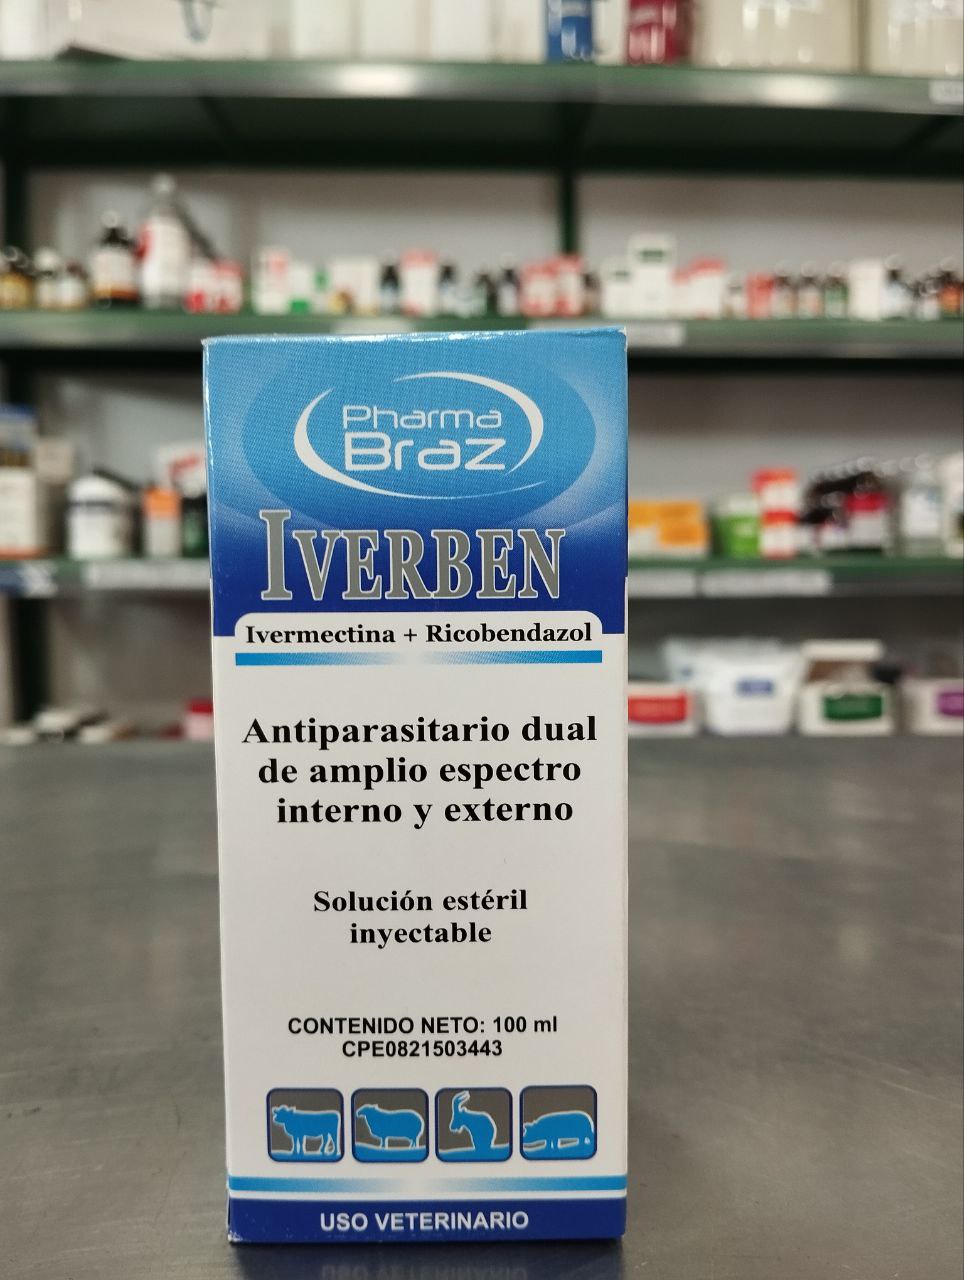 Pharma
Braz
IVERBEN
Ivermectina + Ricobendazol
Antiparasitario dual
de amplio espectro
interno y externo
Solución estéril
inyectable
CONTENIDO NETO: 100 ml
CPE0821503443
USO VETERINARIO